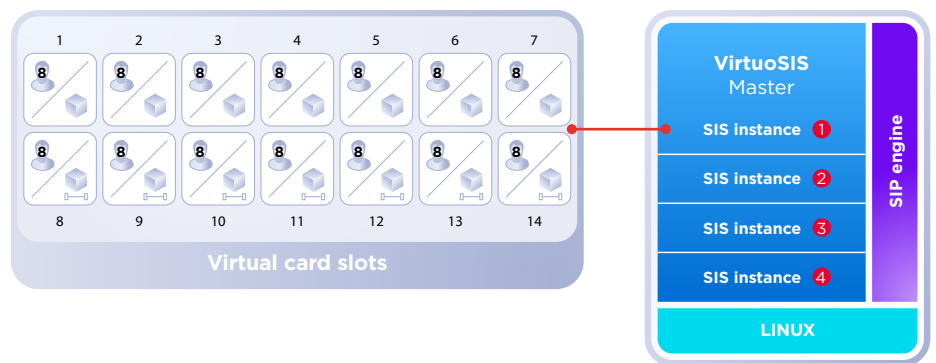 1 2 3 4 5 6 7
8 8 8 8 8 8 8
8 8 8 8 8 8 8
8 9 10 11 12 13 14
Virtual card slots
VirtuoSIS
Master
SIS instance 1
SIS instance 2
SIS instance 3
SIS instance 4
SIP engine
LINUX